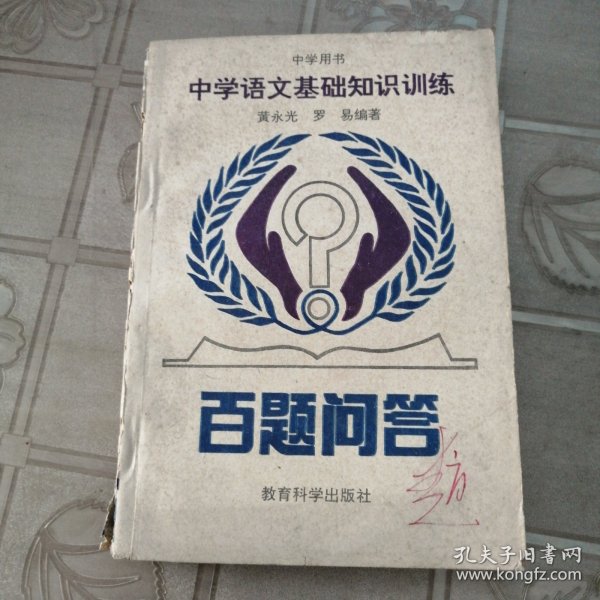 中学用书
中学语文基础知识训练
黄永光 罗 易编著
百题问答
教育科学出版社
孔夫子旧书网
www.kongfz.com